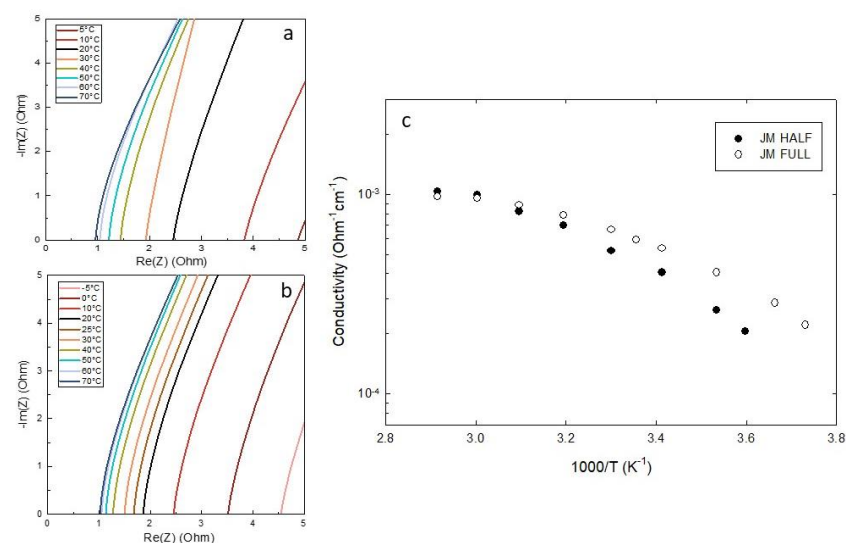 a
5°C
10°C
20°C
30°C
40°C
50°C
60°C
70°C
5
4
3
2
1
0
-Im(Z) (Ohm)
0 1 2 3 4 5
Re(Z) (Ohm)
b
-5°C
0°C
10°C
20°C
25°C
30°C
40°C
50°C
60°C
70°C
5
4
3
2
1
0
-Im(Z) (Ohm)
0 1 2 3 4 5
Re(Z) (Ohm)
c
JM HALF
JM FULL
10⁻³
10⁻⁴
Conductivity (Ohm⁻¹cm⁻¹)
2.8 3.0 3.2 3.4 3.6 3.8
1000/T (K⁻¹)